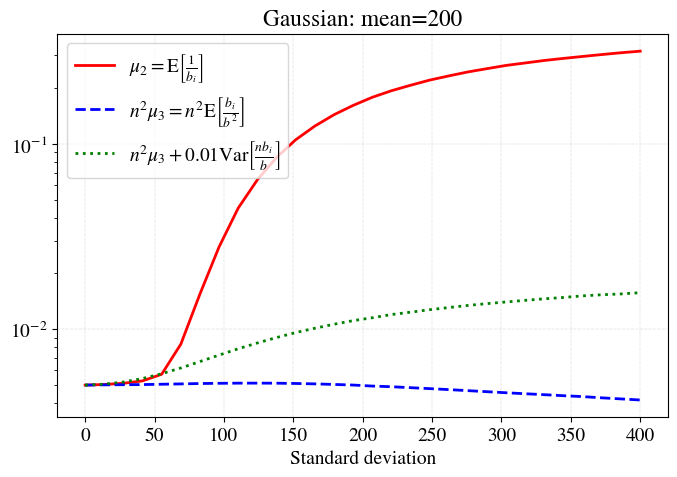 Gaussian: mean=200
μ₂ = E[1/bᵢ]
n²μ₃ = n²E[bᵢ/b²]
n²μ₃ + 0.01Var[nbᵢ/b]
10⁻¹
10⁻²
0 50 100 150 200 250 300 350 400
Standard deviation